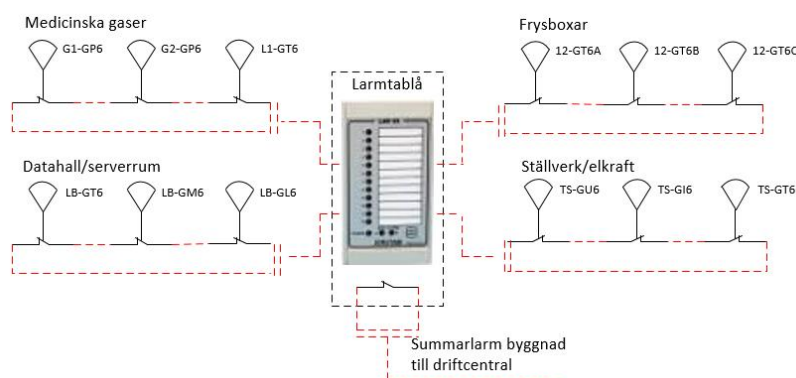 Medicinska gaser
G1-GP6
G2-GP6
L1-GT6
Frysboxar
12-GT6A
12-GT6B
12-GT6C
Larmtablå
Datahall/serverrum
LB-GT6
LB-GM6
LB-GL6
Ställverk/elkraft
TS-GU6
TS-GI6
TS-GT6
Summarlarm byggnad
till driftcentral